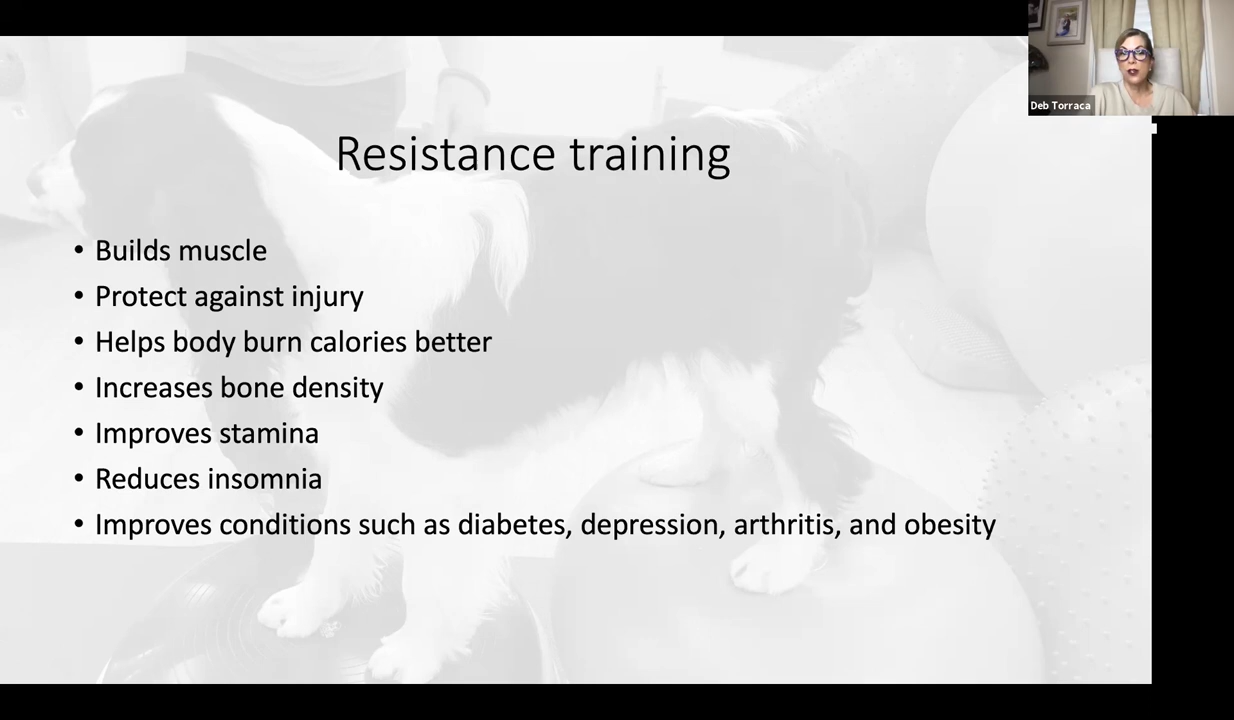 Deb Torraca
Resistance training
• Builds muscle
• Protect against injury
• Helps body burn calories better
• Increases bone density
• Improves stamina
• Reduces insomnia
• Improves conditions such as diabetes, depression, arthritis, and obesity